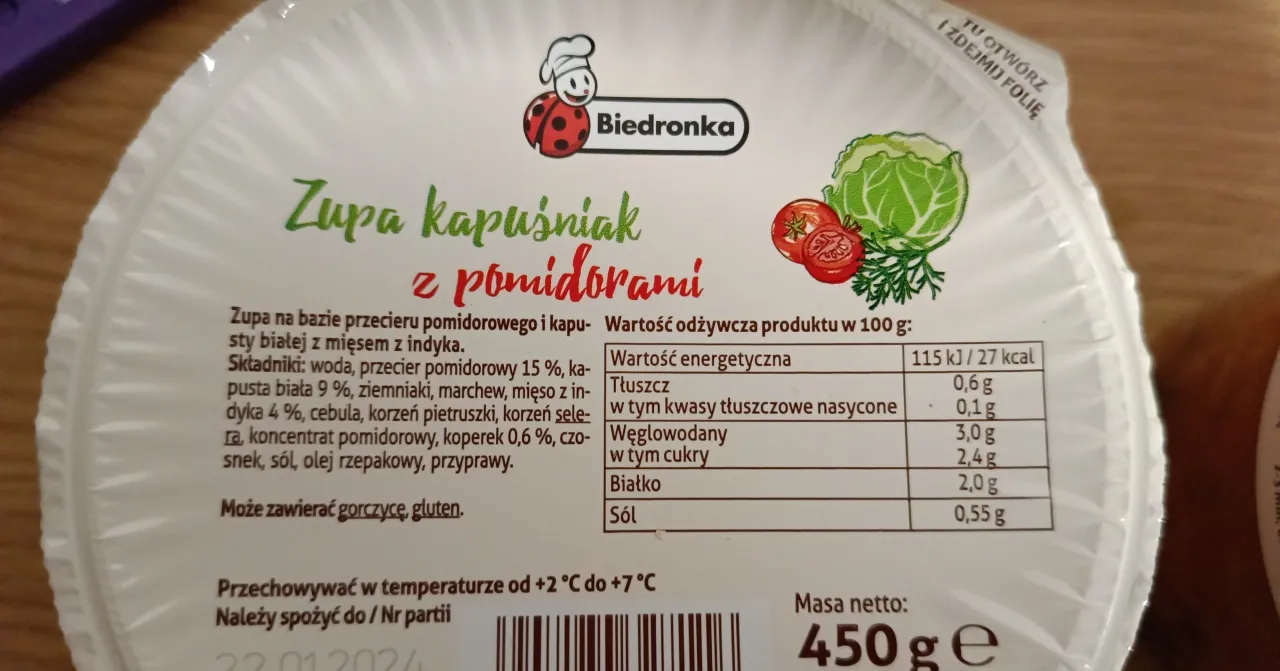 TU OTWÓRZ
I ZDEJMIJ FOLIĘ
Biedronka
Zupa kapuśniak
z pomidorami
Zupa na bazie przecieru pomidorowego i kapu-
sty białej z mięsem z indyka.
Składniki: woda, przecier pomidorowy 15 %, ka-
pusta biała 9 %, ziemniaki, marchew, mięso z in-
dyka 4 %, cebula, korzeń pietruszki, korzeń sele-
ra, koncentrat pomidorowy, koperek 0,6 %, czo-
snek, sól, olej rzepakowy, przyprawy.
Może zawierać gorczycę, gluten.
Wartość odżywcza produktu w 100 g:
Wartość energetyczna 115 kJ / 27 kcal
Tłuszcz 0,6 g
w tym kwasy tłuszczowe nasycone 0,1 g
Węglowodany 3,0 g
w tym cukry 2,4 g
Białko 2,0 g
Sól 0,55 g
Przechowywać w temperaturze od +2 °C do +7 °C
Należy spożyć do / Nr partii
22.01.2024
Masa netto:
450 g e